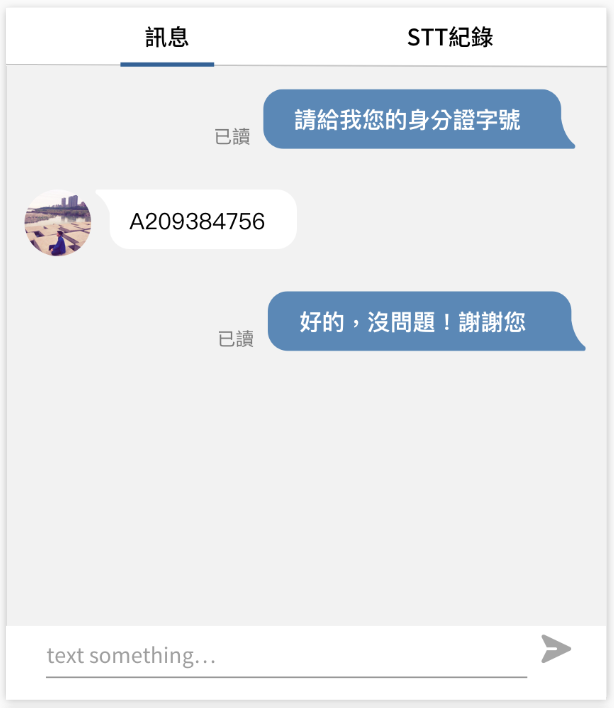 訊息
STT紀錄
請給我您的身分證字號
已讀
A209384756
好的，沒問題！謝謝您
已讀
text something...